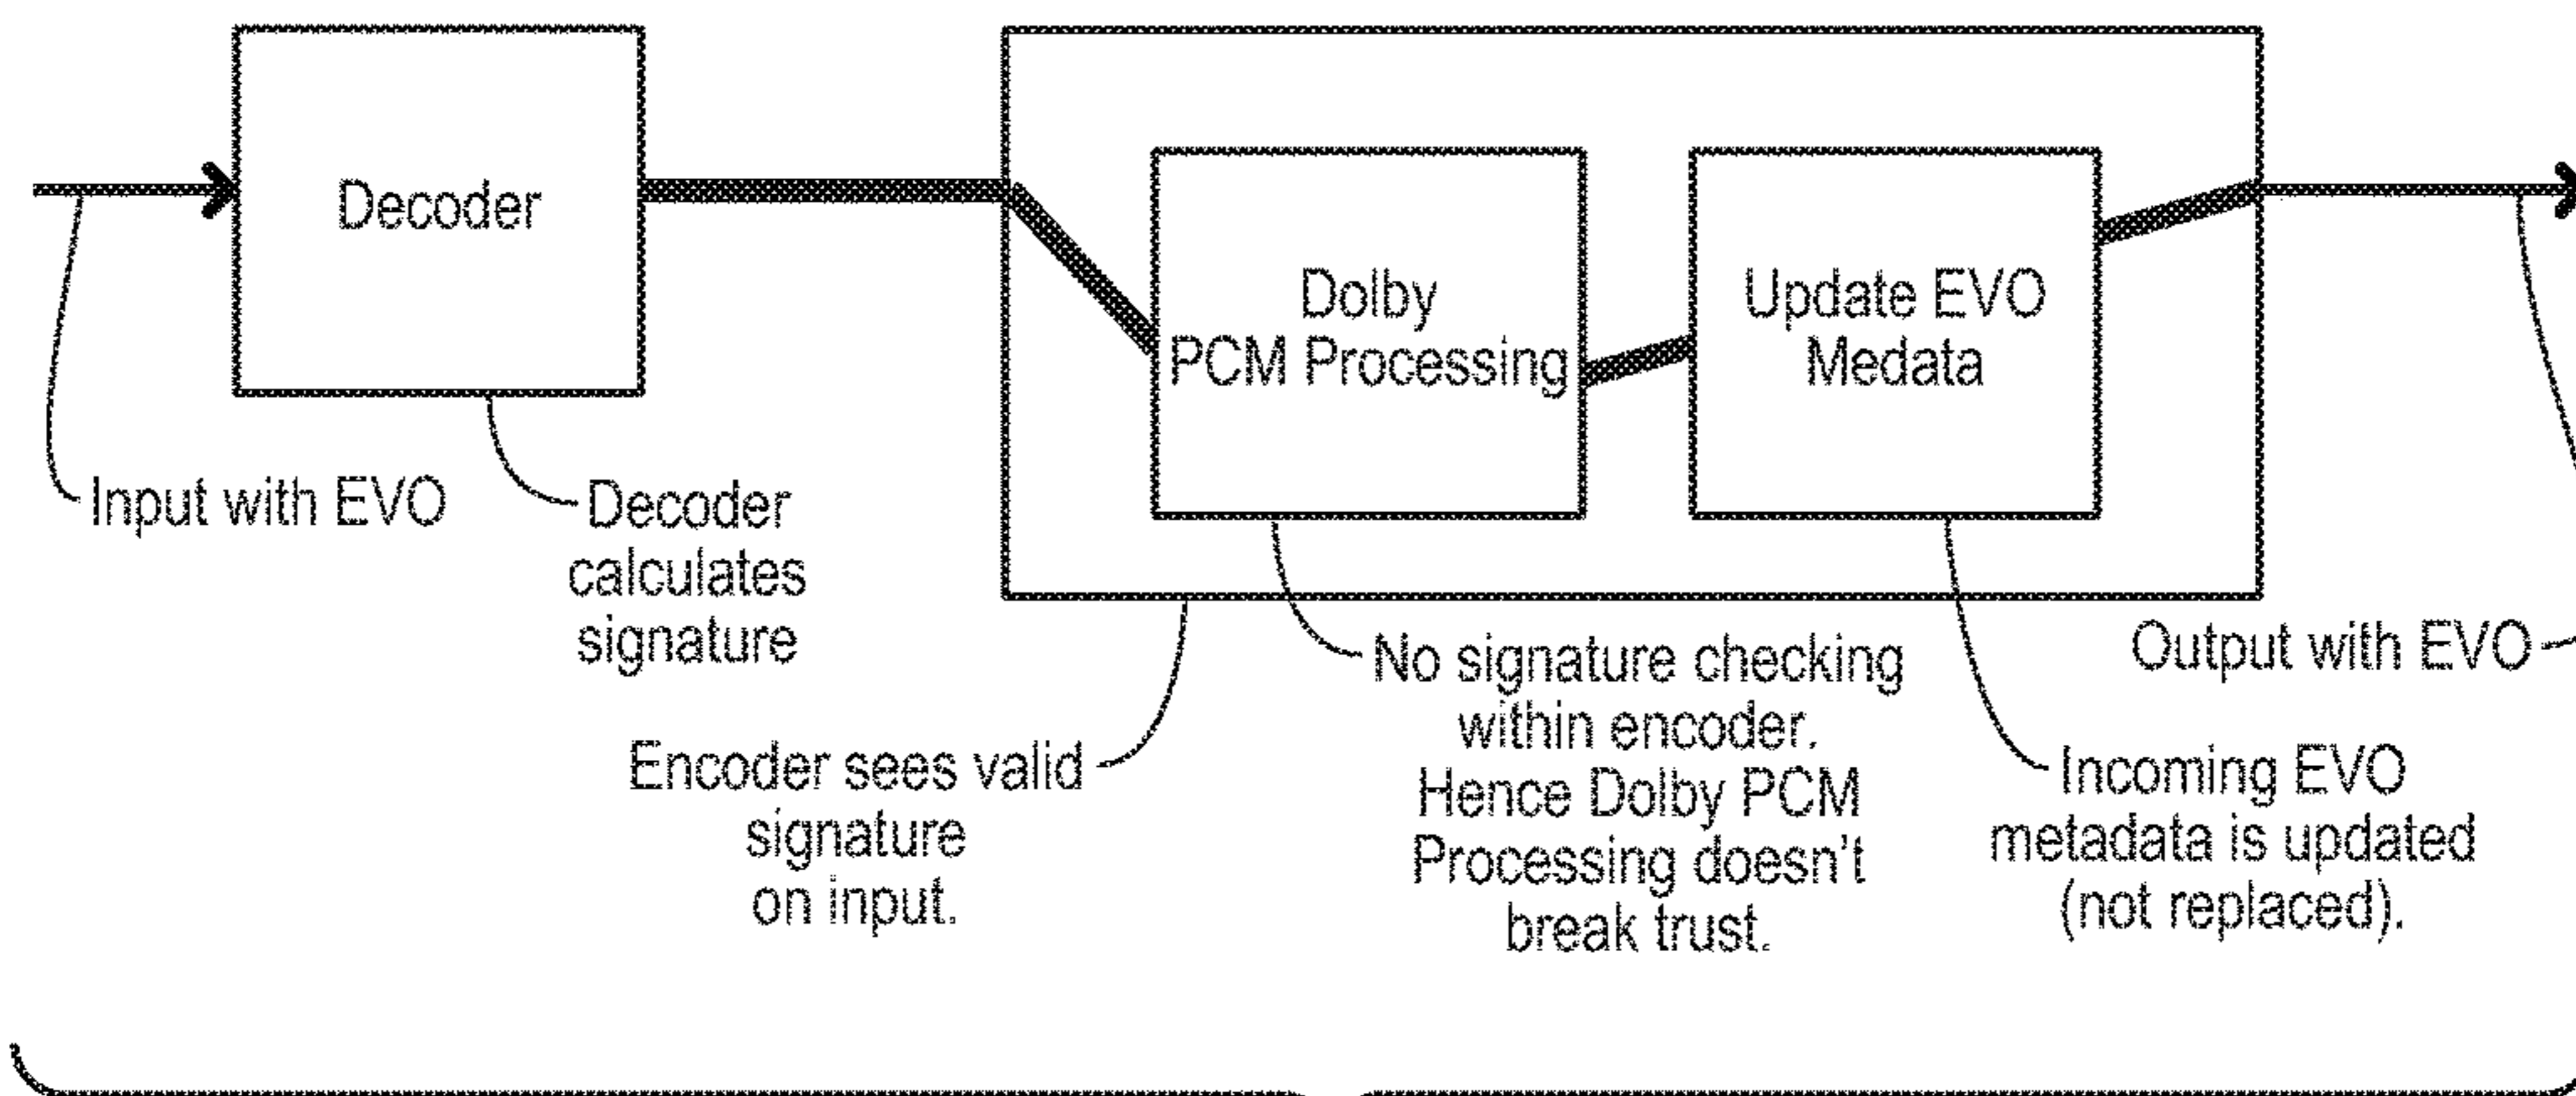 Decoder
Dolby
PCM Processing
Update EVO
Medata
Input with EVO
Decoder
calculates
signature
Encoder sees valid
signature
on input.
No signature checking
within encoder.
Hence Dolby PCM
Processing doesn't
break trust.
Incoming EVO
metadata is updated
(not replaced).
Output with EVO